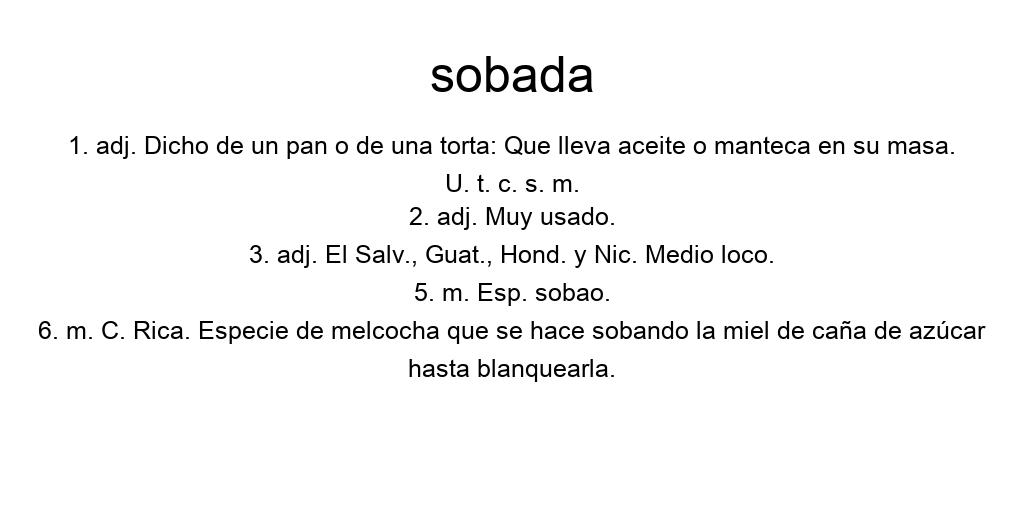 sobada
1. adj. Dicho de un pan o de una torta: Que lleva aceite o manteca en su masa.
U. t. c. s. m.
2. adj. Muy usado.
3. adj. El Salv., Guat., Hond. y Nic. Medio loco.
5. m. Esp. sobao.
6. m. C. Rica. Especie de melcocha que se hace sobando la miel de caña de azúcar
hasta blanquearla.